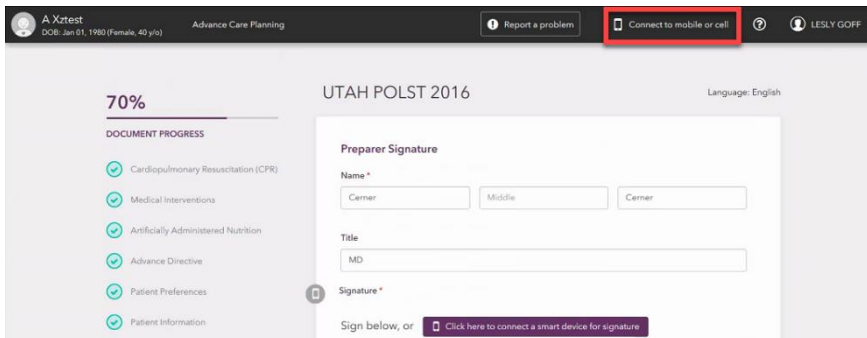 A Xztest
DOB: Jan 01, 1980 (Female, 40 y/o)
Advance Care Planning
Report a problem
Connect to mobile or cell
LESLY GOFF
70%
DOCUMENT PROGRESS
Cardiopulmonary Resuscitation (CPR)
Medical Interventions
Artificially Administered Nutrition
Advance Directive
Patient Preferences
Patient Information
UTAH POLST 2016
Language: English
Preparer Signature
Name *
Cerner Middle Cerner
Title
MD
Signature *
Sign below, or Click here to connect a smart device for signature